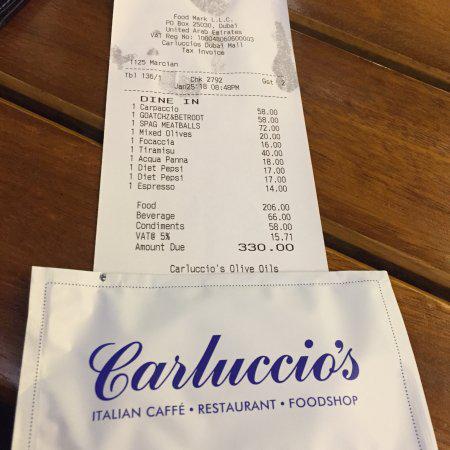 Food Mark L.L.C.
PO Box 25030, Dubai
United Arab Emirates
VAT Reg No: 100048060600003
Carluccios Dubai Mall
Tax Invoice
1125 Marcian
Tbl 136/1 Chk 2792 Gst 2
Jan25'18 08:48PM
DINE IN
1 Carpaccio 58.00
1 GOATCHZ&BETROOT 58.00
1 SPAG MEATBALLS 72.00
1 Mixed Olives 20.00
1 Focaccia 16.00
1 Tiramisu 40.00
1 Acqua Panna 18.00
1 Diet Pepsi 17.00
1 Diet Pepsi 17.00
1 Espresso 14.00
Food 206.00
Beverage 66.00
Condiments 58.00
VAT@ 5% 15.71
Amount Due 330.00
Carluccio's Olive Oils
Carluccio's
ITALIAN CAFFÉ • RESTAURANT • FOODSHOP